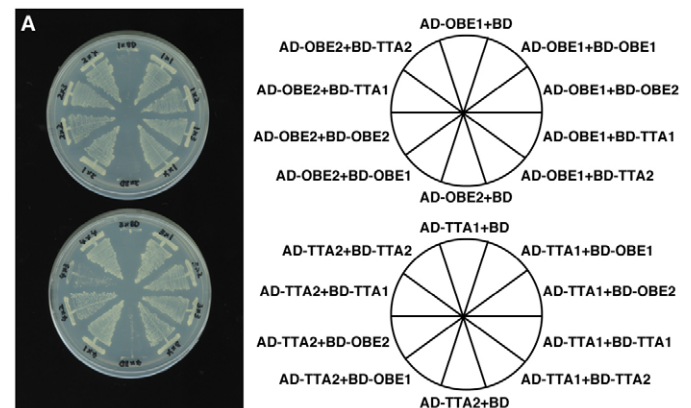 A
AD-OBE1+BD
AD-OBE2+BD-TTA2
AD-OBE1+BD-OBE1
AD-OBE2+BD-TTA1
AD-OBE1+BD-OBE2
AD-OBE2+BD-OBE2
AD-OBE1+BD-TTA1
AD-OBE2+BD-OBE1
AD-OBE1+BD-TTA2
AD-OBE2+BD
AD-TTA1+BD
AD-TTA2+BD-TTA2
AD-TTA1+BD-OBE1
AD-TTA2+BD-TTA1
AD-TTA1+BD-OBE2
AD-TTA2+BD-OBE2
AD-TTA1+BD-TTA1
AD-TTA2+BD-OBE1
AD-TTA1+BD-TTA2
AD-TTA2+BD